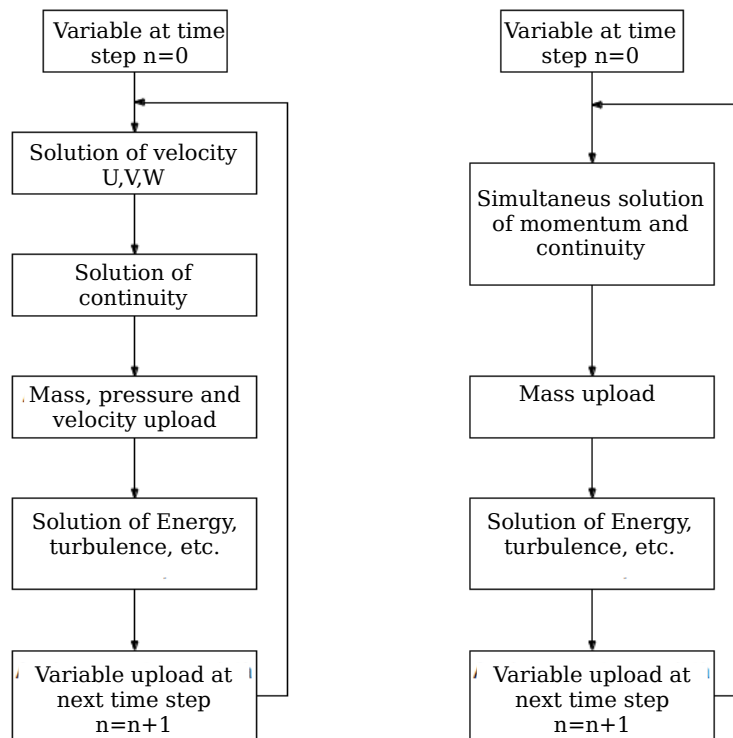 Variable at time
step n=0
Solution of velocity
U,V,W
Solution of
continuity
Mass, pressure and
velocity upload
Solution of Energy,
turbulence, etc.
Variable upload at
next time step
n=n+1
Variable at time
step n=0
Simultaneus solution
of momentum and
continuity
Mass upload
Solution of Energy,
turbulence, etc.
Variable upload at
next time step
n=n+1